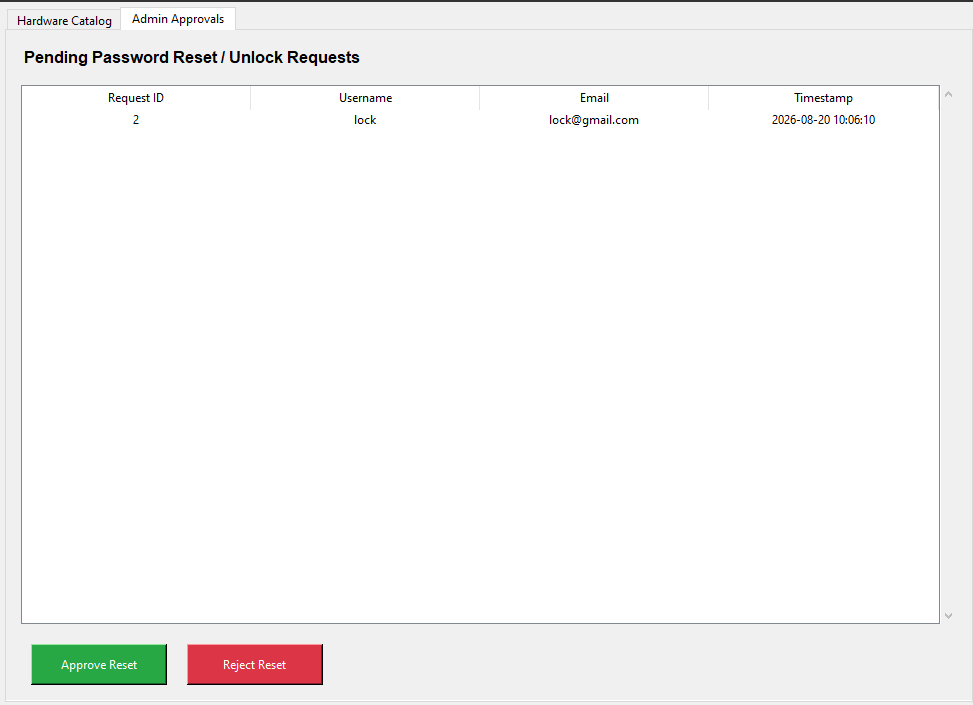 Hardware Catalog Admin Approvals
Pending Password Reset / Unlock Requests
Request ID Username Email Timestamp
2 lock lock@gmail.com 2026-08-20 10:06:10
Approve Reset Reject Reset